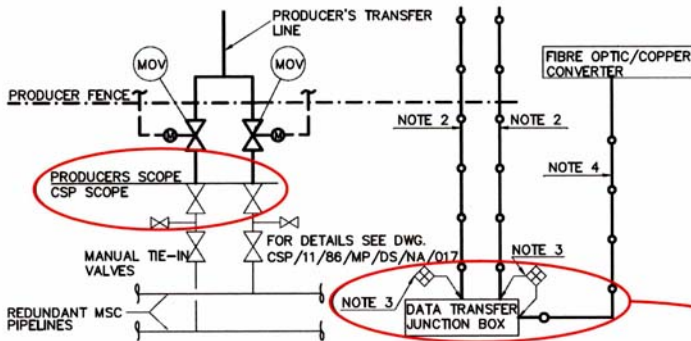 PRODUCER'S TRANSFER
LINE
MOV
MOV
FIBRE OPTIC/COPPER
CONVERTER
PRODUCER FENCE
M
M
NOTE 2
NOTE 2
NOTE 4
PRODUCERS SCOPE
CSP SCOPE
MANUAL TIE-IN
VALVES
FOR DETAILS SEE DWG.
CSP/11/86/MP/DS/NA/017
NOTE 3
NOTE 3
DATA TRANSFER
JUNCTION BOX
REDUNDANT MSC
PIPELINES